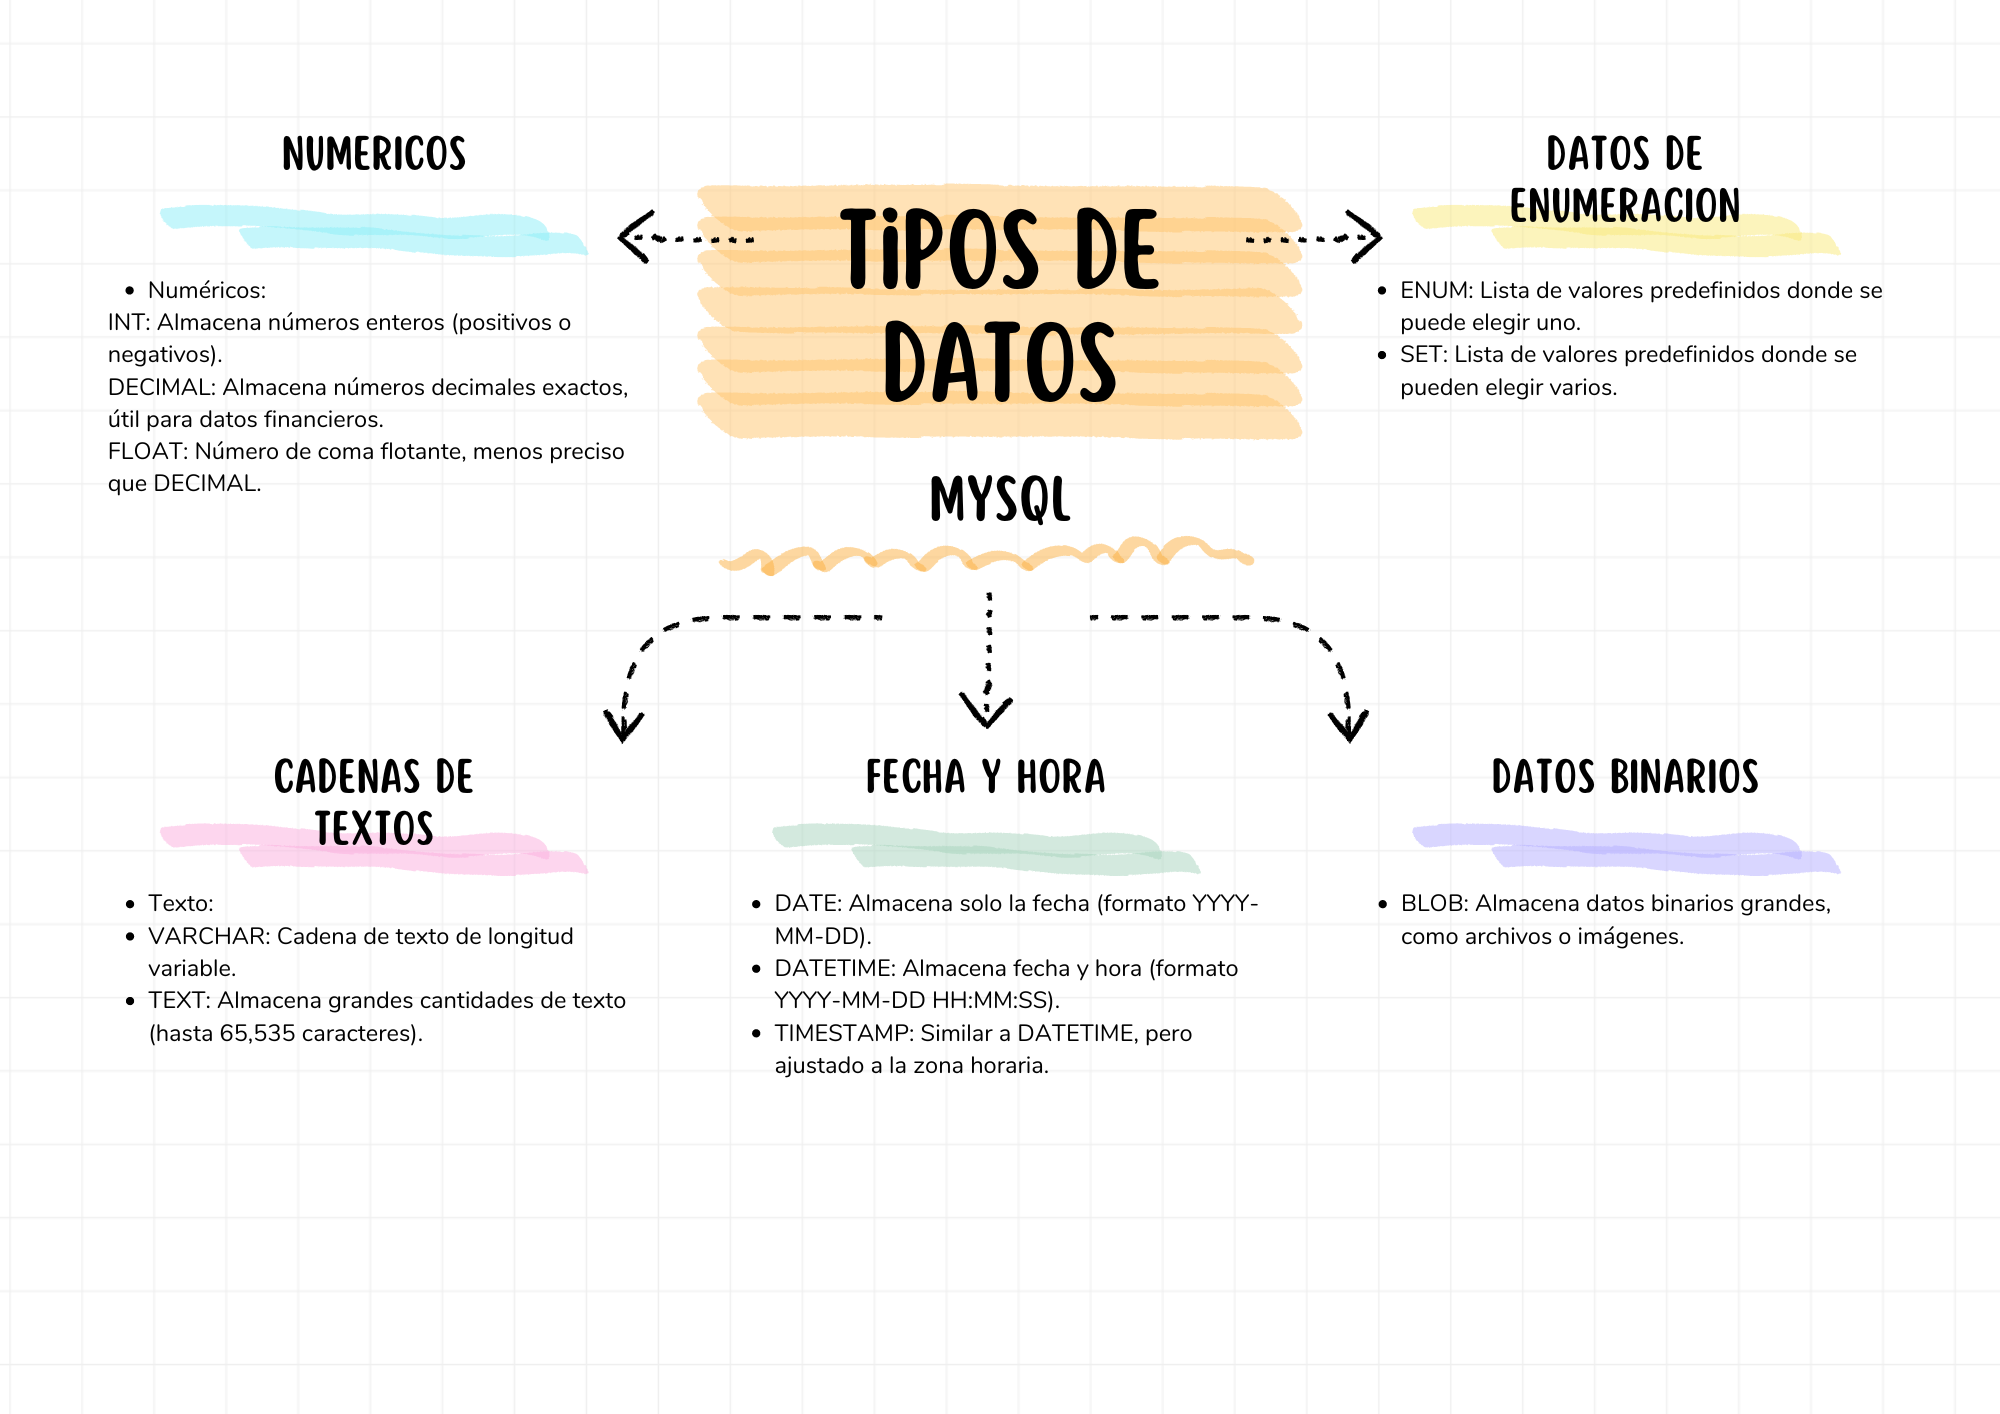 NUMERICOS
• Numéricos:
INT: Almacena números enteros (positivos o
negativos).
DECIMAL: Almacena números decimales exactos,
útil para datos financieros.
FLOAT: Número de coma flotante, menos preciso
que DECIMAL.
TiPOS DE
DATOS
MYSQL
DATOS DE
ENUMERACION
• ENUM: Lista de valores predefinidos donde se
puede elegir uno.
• SET: Lista de valores predefinidos donde se
pueden elegir varios.
CADENAS DE
TEXTOS
• Texto:
• VARCHAR: Cadena de texto de longitud
variable.
• TEXT: Almacena grandes cantidades de texto
(hasta 65,535 caracteres).
FECHA Y HORA
• DATE: Almacena solo la fecha (formato YYYY-
MM-DD).
• DATETIME: Almacena fecha y hora (formato
YYYY-MM-DD HH:MM:SS).
• TIMESTAMP: Similar a DATETIME, pero
ajustado a la zona horaria.
DATOS BINARIOS
• BLOB: Almacena datos binarios grandes,
como archivos o imágenes.